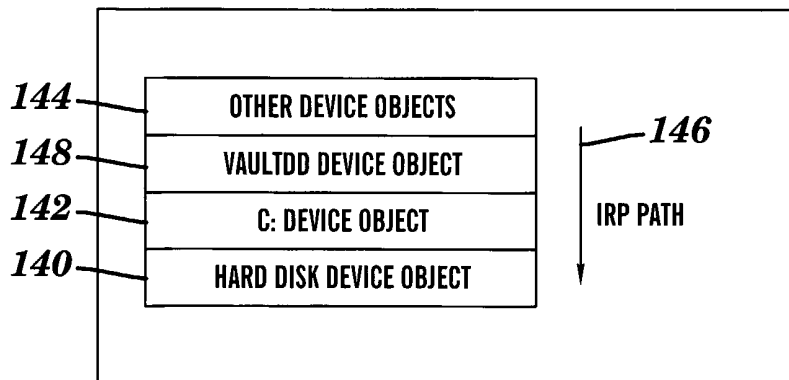 144 OTHER DEVICE OBJECTS
146
148 VAULTDD DEVICE OBJECT
142 C: DEVICE OBJECT
IRP PATH
140 HARD DISK DEVICE OBJECT